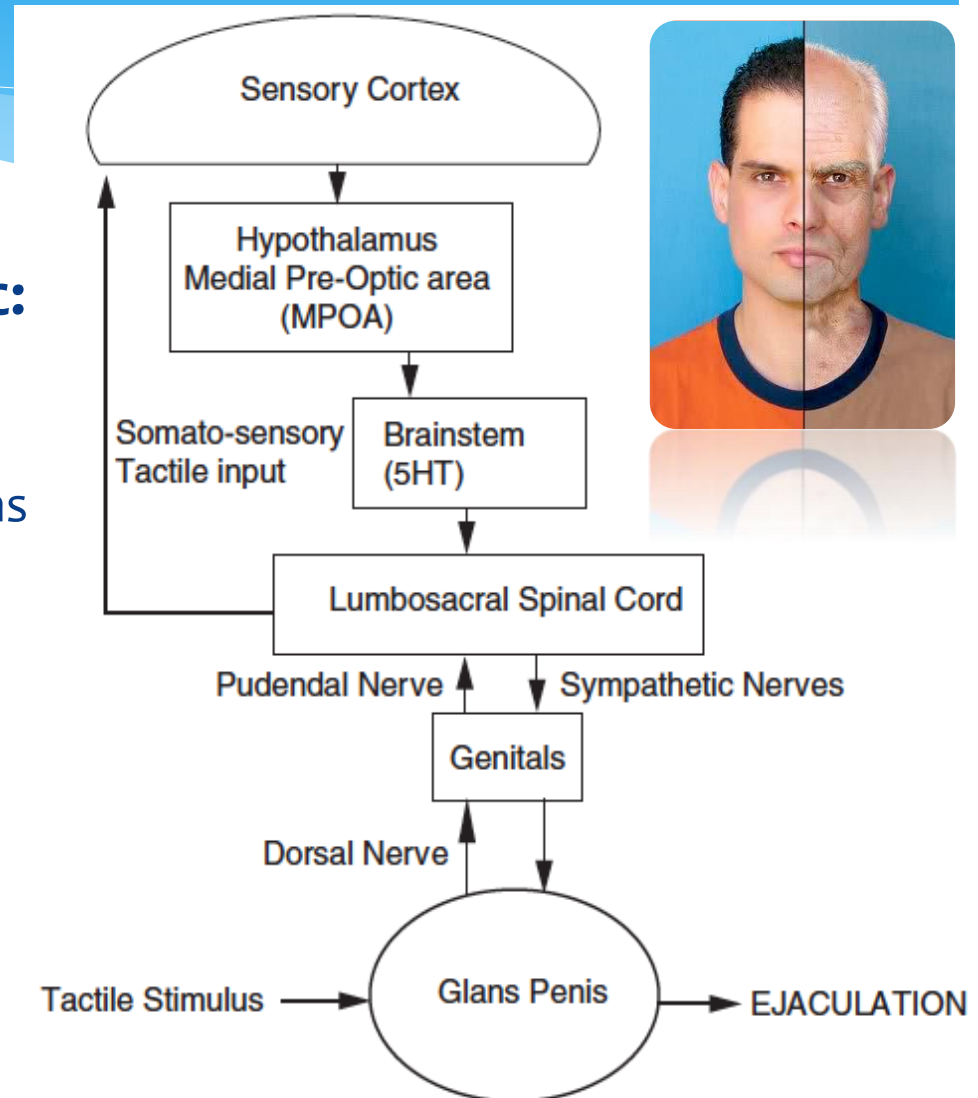 Sensory Cortex
Hypothalamus
Medial Pre-Optic area
(MPOA)
Somato-sensory
Tactile input
Brainstem
(5HT)
Lumbosacral Spinal Cord
Pudendal Nerve
Sympathetic Nerves
Genitals
Dorsal Nerve
Tactile Stimulus
Glans Penis
EJACULATION